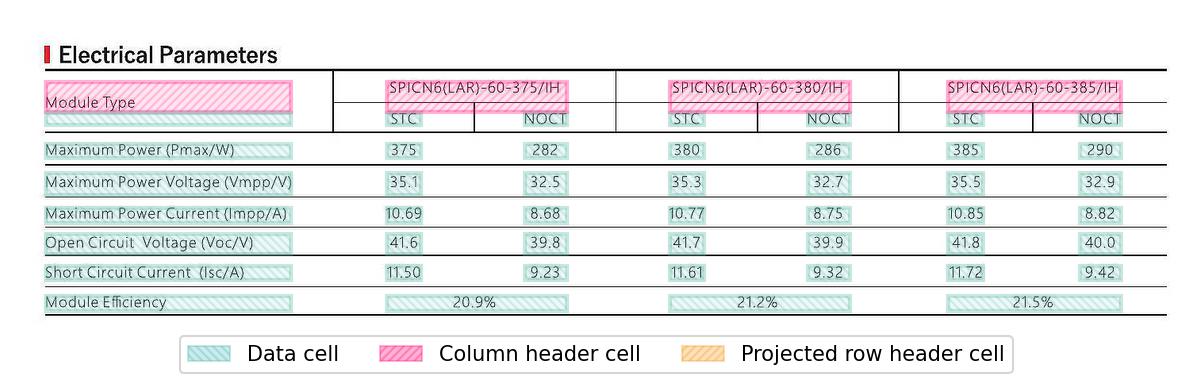 Electrical Parameters
Module Type SPICN6(LAR)-60-375/IH SPICN6(LAR)-60-380/IH SPICN6(LAR)-60-385/IH
STC NOCT STC NOCT STC NOCT
Maximum Power (Pmax/W) 375 282 380 286 385 290
Maximum Power Voltage (Vmpp/V) 35.1 32.5 35.3 32.7 35.5 32.9
Maximum Power Current (Impp/A) 10.69 8.68 10.77 8.75 10.85 8.82
Open Circuit Voltage (Voc/V) 41.6 39.8 41.7 39.9 41.8 40.0
Short Circuit Current (Isc/A) 11.50 9.23 11.61 9.32 11.72 9.42
Module Efficiency 20.9% 21.2% 21.5%
Data cell Column header cell Projected row header cell